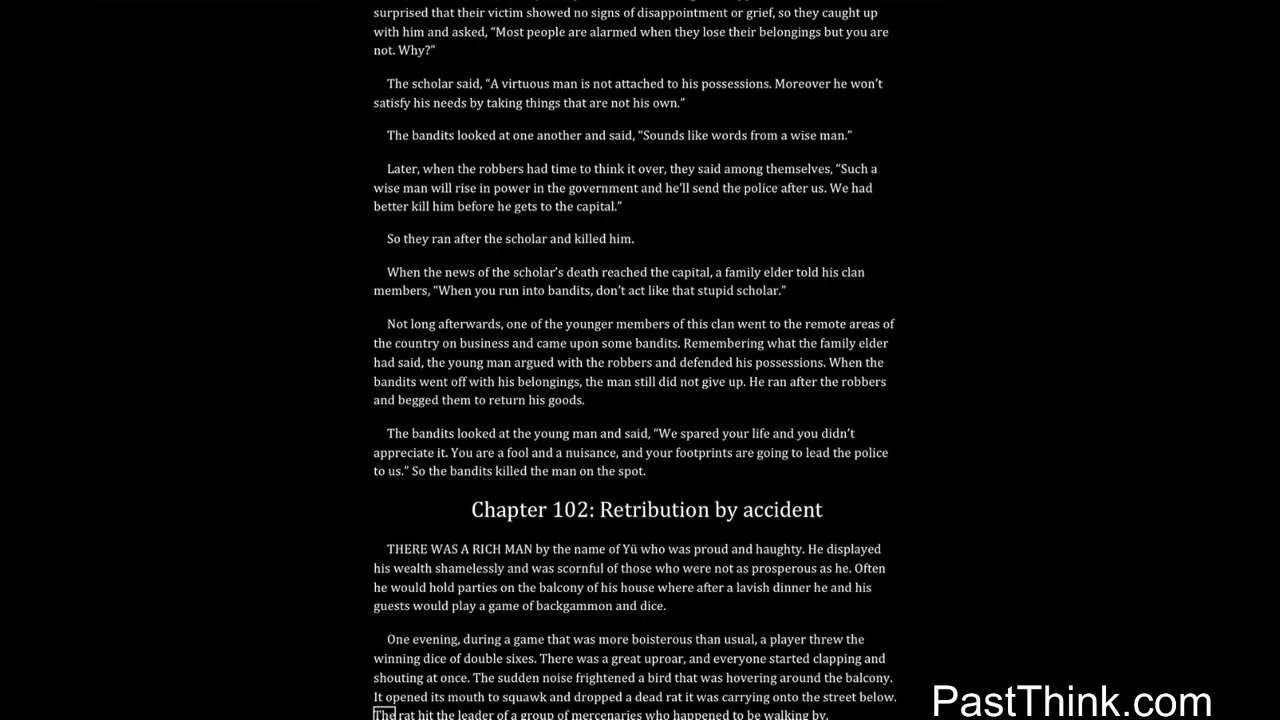 surprised that their victim showed no signs of disappointment or grief, so they caught up
with him and asked, “Most people are alarmed when they lose their belongings but you are
not. Why?”
The scholar said, “A virtuous man is not attached to his possessions. Moreover he won’t
satisfy his needs by taking things that are not his own.”
The bandits looked at one another and said, “Sounds like words from a wise man.”
Later, when the robbers had time to think it over, they said among themselves, “Such a
wise man will rise in power in the government and he’ll send the police after us. We had
better kill him before he gets to the capital.”
So they ran after the scholar and killed him.
When the news of the scholar’s death reached the capital, a family elder told his clan
members, “When you run into bandits, don’t act like that stupid scholar.”
Not long afterwards, one of the younger members of this clan went to the remote areas of
the country on business and came upon some bandits. Remembering what the family elder
had said, the young man argued with the robbers and defended his possessions. When the
bandits went off with his belongings, the man still did not give up. He ran after the robbers
and begged them to return his goods.
The bandits looked at the young man and said, “We spared your life and you didn’t
appreciate it. You are a fool and a nuisance, and your footprints are going to lead the police
to us.” So the bandits killed the man on the spot.
Chapter 102: Retribution by accident
THERE WAS A RICH MAN by the name of Yü who was proud and haughty. He displayed
his wealth shamelessly and was scornful of those who were not as prosperous as he. Often
he would hold parties on the balcony of his house where after a lavish dinner he and his
guests would play a game of backgammon and dice.
One evening, during a game that was more boisterous than usual, a player threw the
winning dice of double sixes. There was a great uproar, and everyone started clapping and
shouting at once. The sudden noise frightened a bird that was hovering around the balcony.
It opened its mouth to squawk and dropped a dead rat it was carrying onto the street below.
The rat hit the leader of a group of mercenaries who happened to be walking by.
PastThink.com